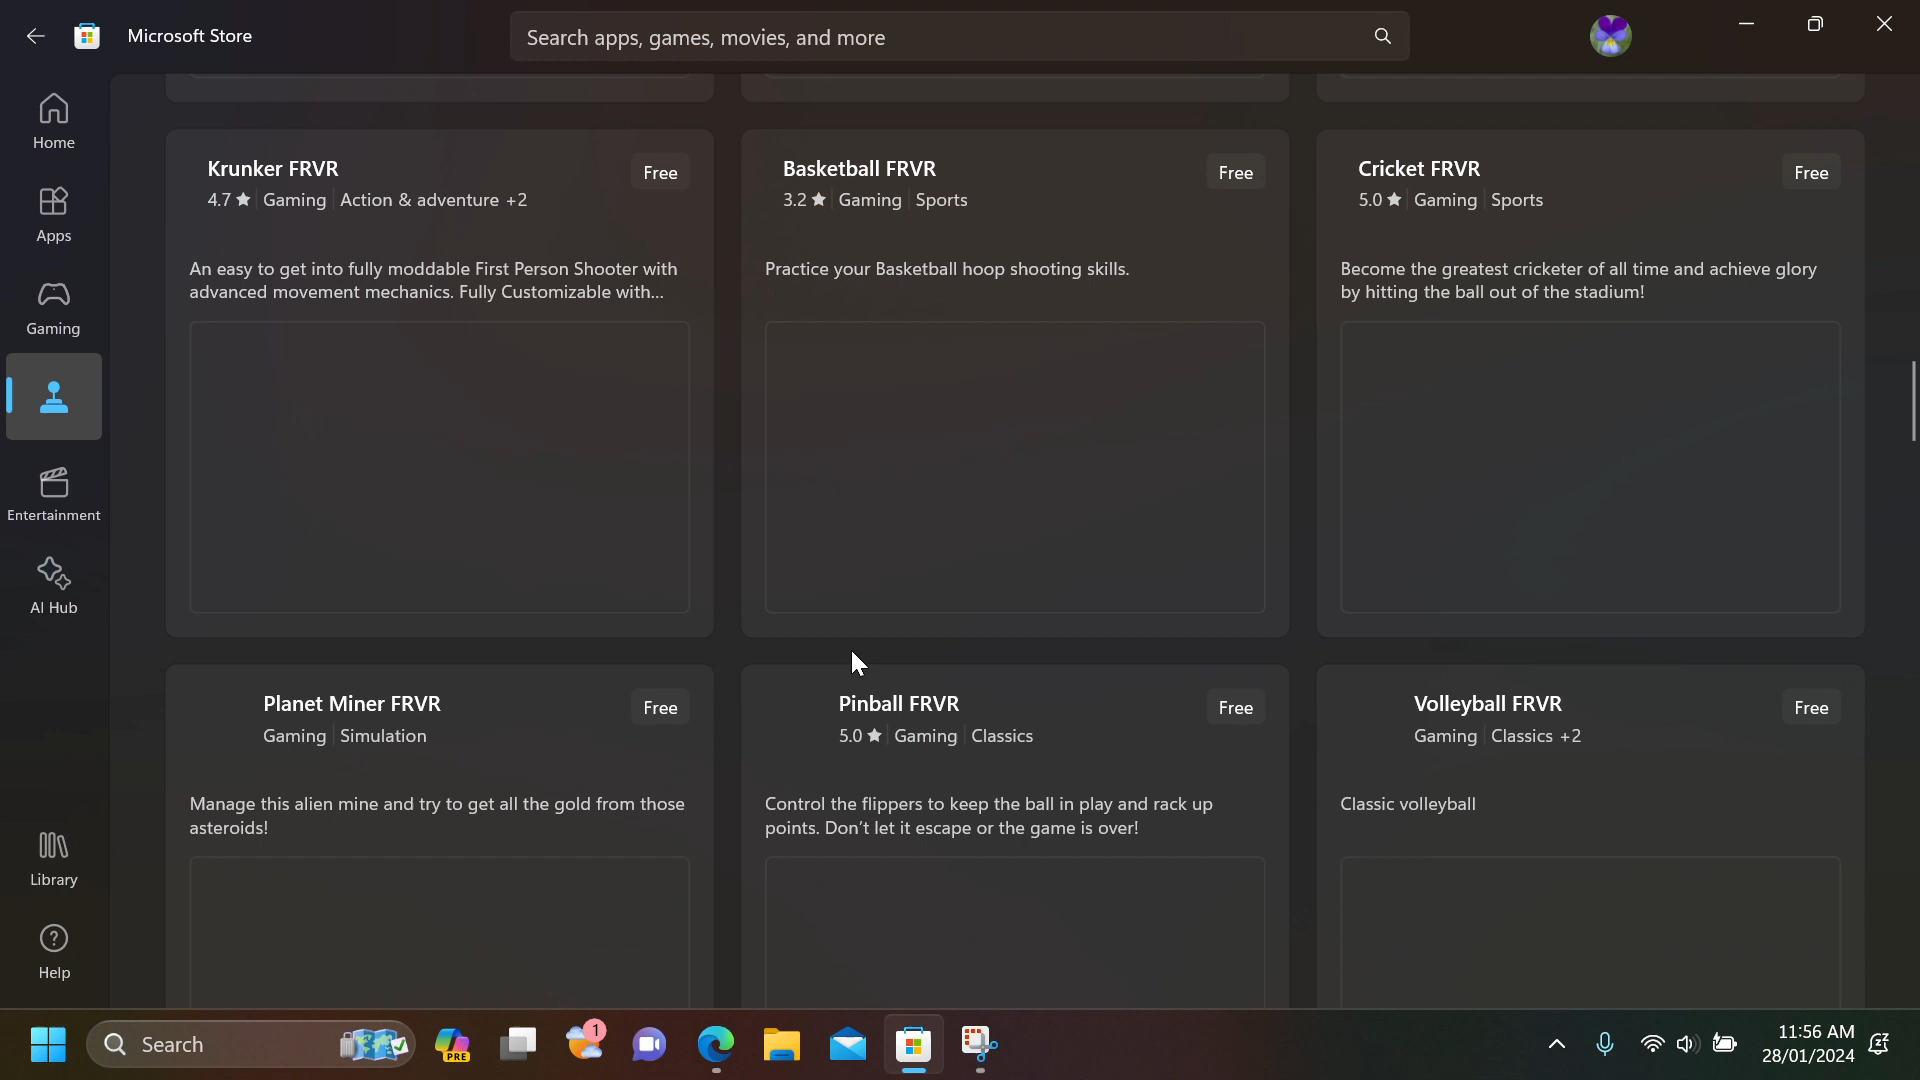 Microsoft Store
Search apps, games, movies, and more
Home
Apps
Gaming
Entertainment
AI Hub
Library
Help
Krunker FRVR
Free
4.7 ★ Gaming Action & adventure +2
An easy to get into fully moddable First Person Shooter with
advanced movement mechanics. Fully Customizable with...
Basketball FRVR
Free
3.2 ★ Gaming Sports
Practice your Basketball hoop shooting skills.
Cricket FRVR
Free
5.0 ★ Gaming Sports
Become the greatest cricketer of all time and achieve glory
by hitting the ball out of the stadium!
Planet Miner FRVR
Free
Gaming Simulation
Manage this alien mine and try to get all the gold from those
asteroids!
Pinball FRVR
Free
5.0 ★ Gaming Classics
Control the flippers to keep the ball in play and rack up
points. Don't let it escape or the game is over!
Volleyball FRVR
Free
Gaming Classics +2
Classic volleyball
Search
PRE
1
11:56 AM
28/01/2024